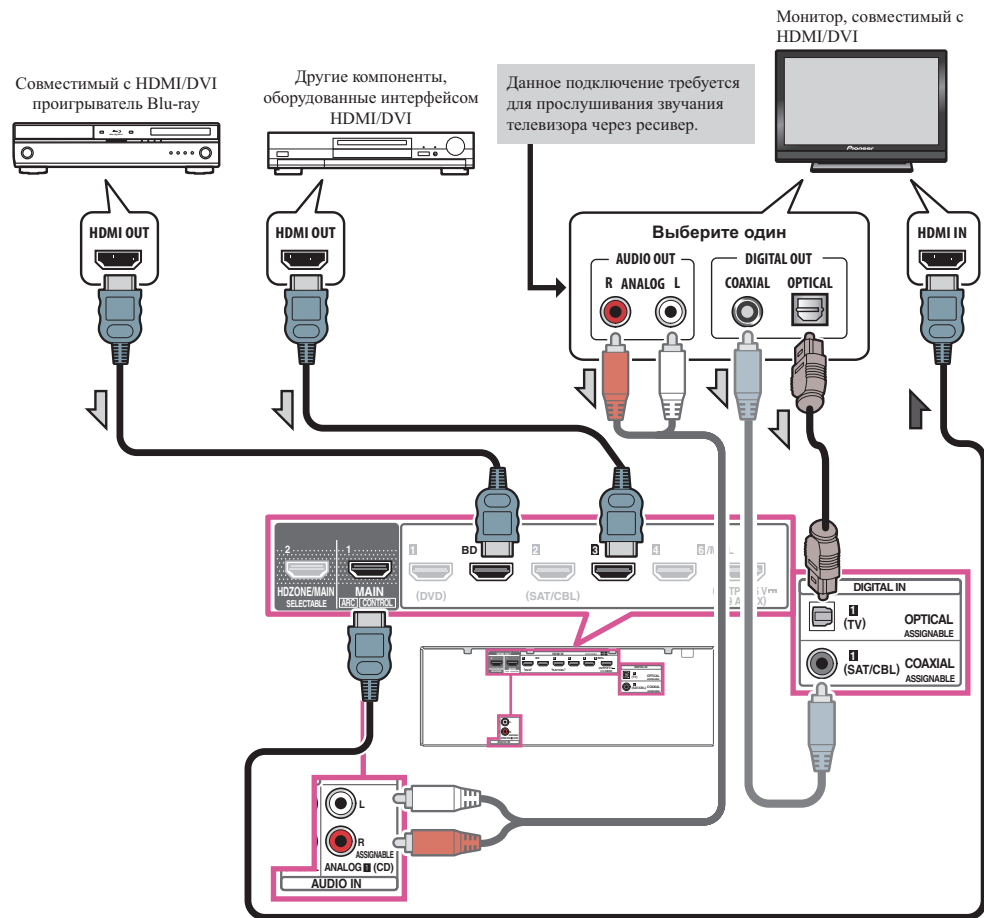 Монитор, совместимый с
HDMI/DVI
Совместимый с HDMI/DVI
проигрыватель Blu-ray
Другие компоненты,
оборудованные интерфейсом
HDMI/DVI
Данное подключение требуется
для прослушивания звучания
телевизора через ресивер.
Pioneer
HDMI OUT
HDMI OUT
Выберите один
AUDIO OUT
R ANALOG L
DIGITAL OUT
COAXIAL OPTICAL
HDMI IN
2
HDZONE/MAIN
SELECTABLE
1
MAIN
ARC CONTROL
1
(DVD)
BD
2
(SAT/CBL)
3
4
DIGITAL IN
1
(TV)
OPTICAL
ASSIGNABLE
1
(SAT/CBL)
COAXIAL
ASSIGNABLE
L
R
ASSIGNABLE
ANALOG 1 (CD)
AUDIO IN